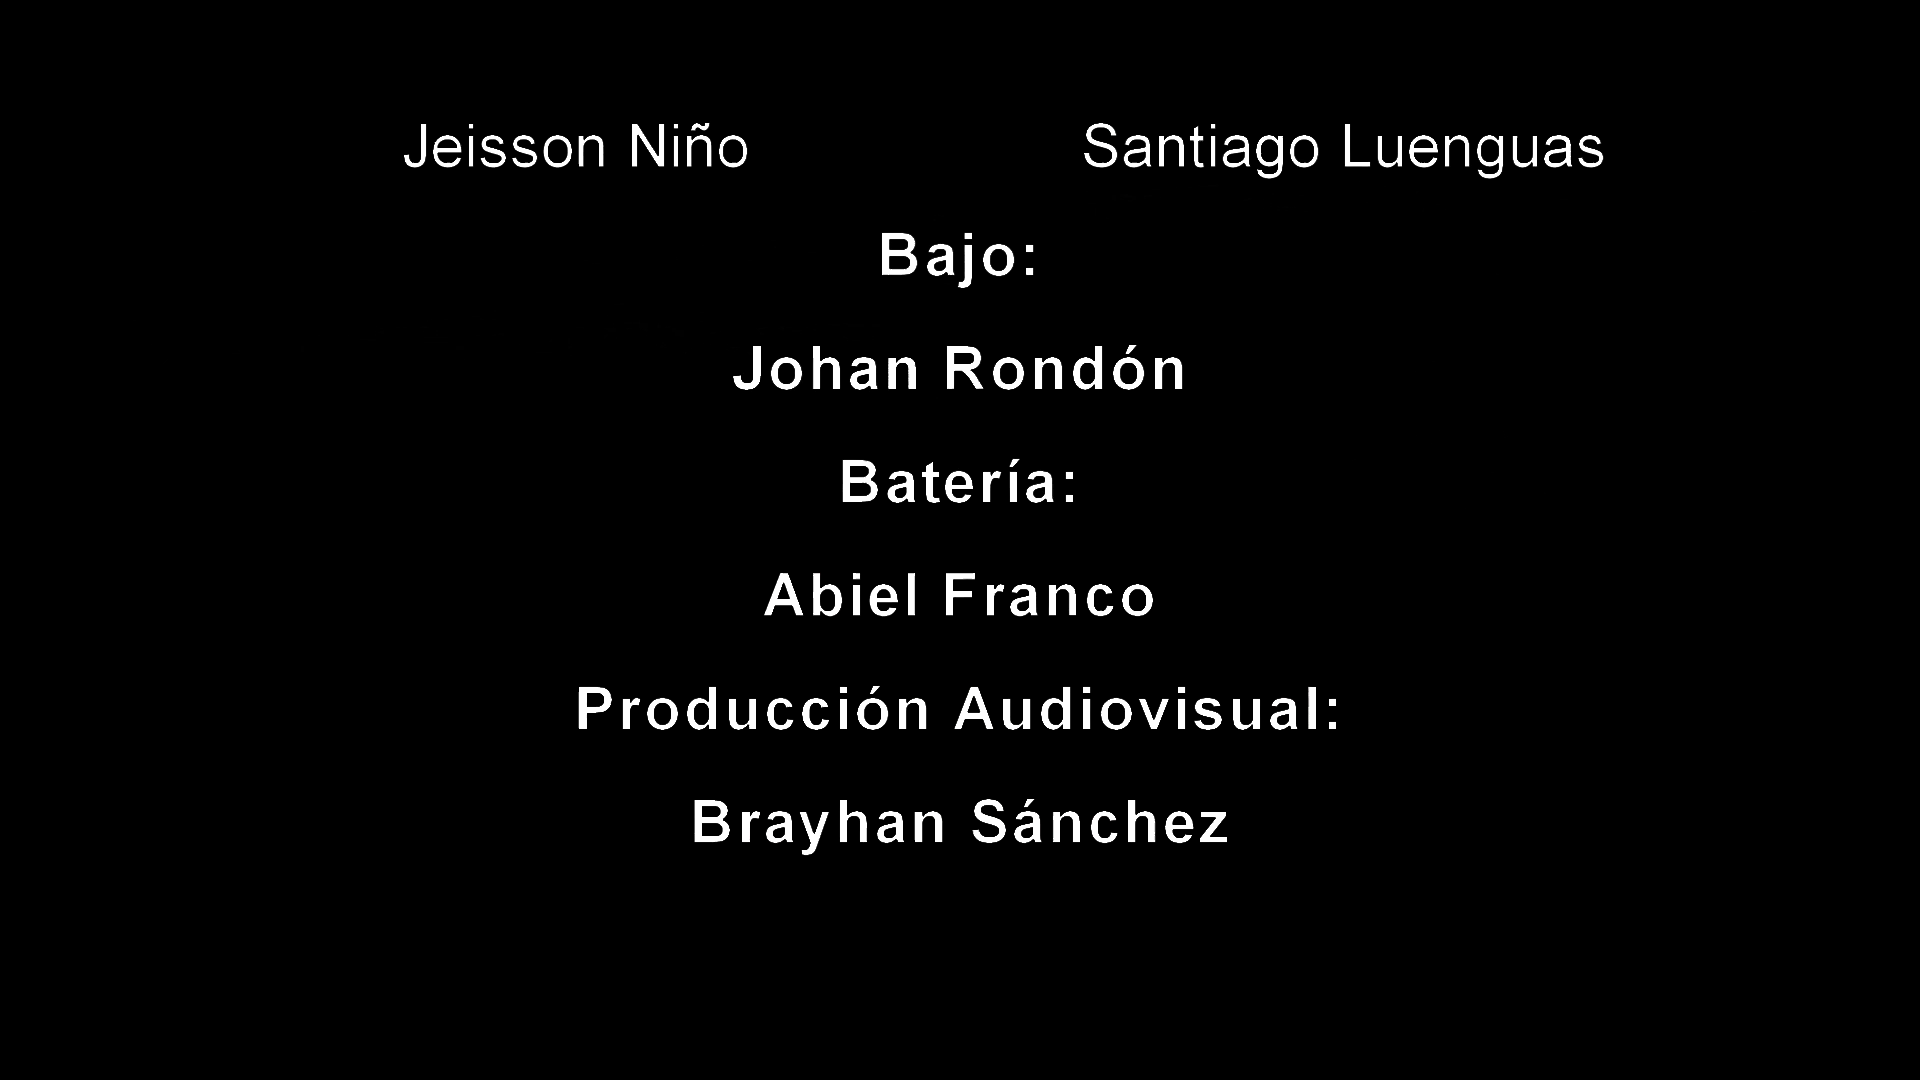 Jeisson Niño Santiago Luenguas
Bajo:
Johan Rondón
Batería:
Abiel Franco
Producción Audiovisual:
Brayhan Sánchez